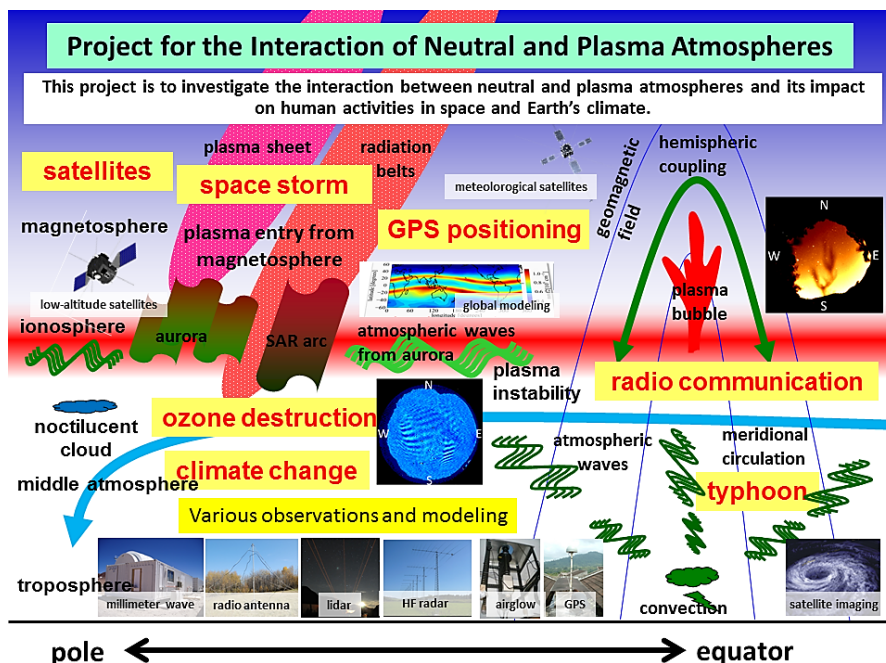 Project for the Interaction of Neutral and Plasma Atmospheres
This project is to investigate the interaction between neutral and plasma atmospheres and its impact
on human activities in space and Earth's climate.
plasma sheet
radiation
belts
satellites
space storm
meteolorogical satellites
geomagnetic
field
hemispheric
coupling
magnetosphere
plasma entry from
magnetosphere
GPS positioning
low-altitude satellites
global modeling
plasma
bubble
N
W
E
S
ionosphere
aurora
SAR arc
atmospheric waves
from aurora
plasma
instability
radio communication
noctilucent
cloud
ozone destruction
N
W
E
S
atmospheric
waves
meridional
circulation
middle atmosphere
climate change
typhoon
Various observations and modeling
troposphere
millimeter wave
radio antenna
lidar
HF radar
airglow
GPS
convection
satellite imaging
pole
equator